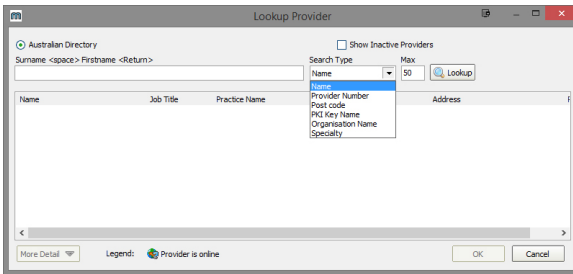 Lookup Provider
Australian Directory
Show Inactive Providers
Surname <space> Firstname <Return>
Search Type
Max
Name
50
Lookup
Name
Provider Number
Post code
PKI Key Name
Organisation Name
Specialty
Name
Job Title
Practice Name
Address
More Detail
Legend:
Provider is online
OK
Cancel